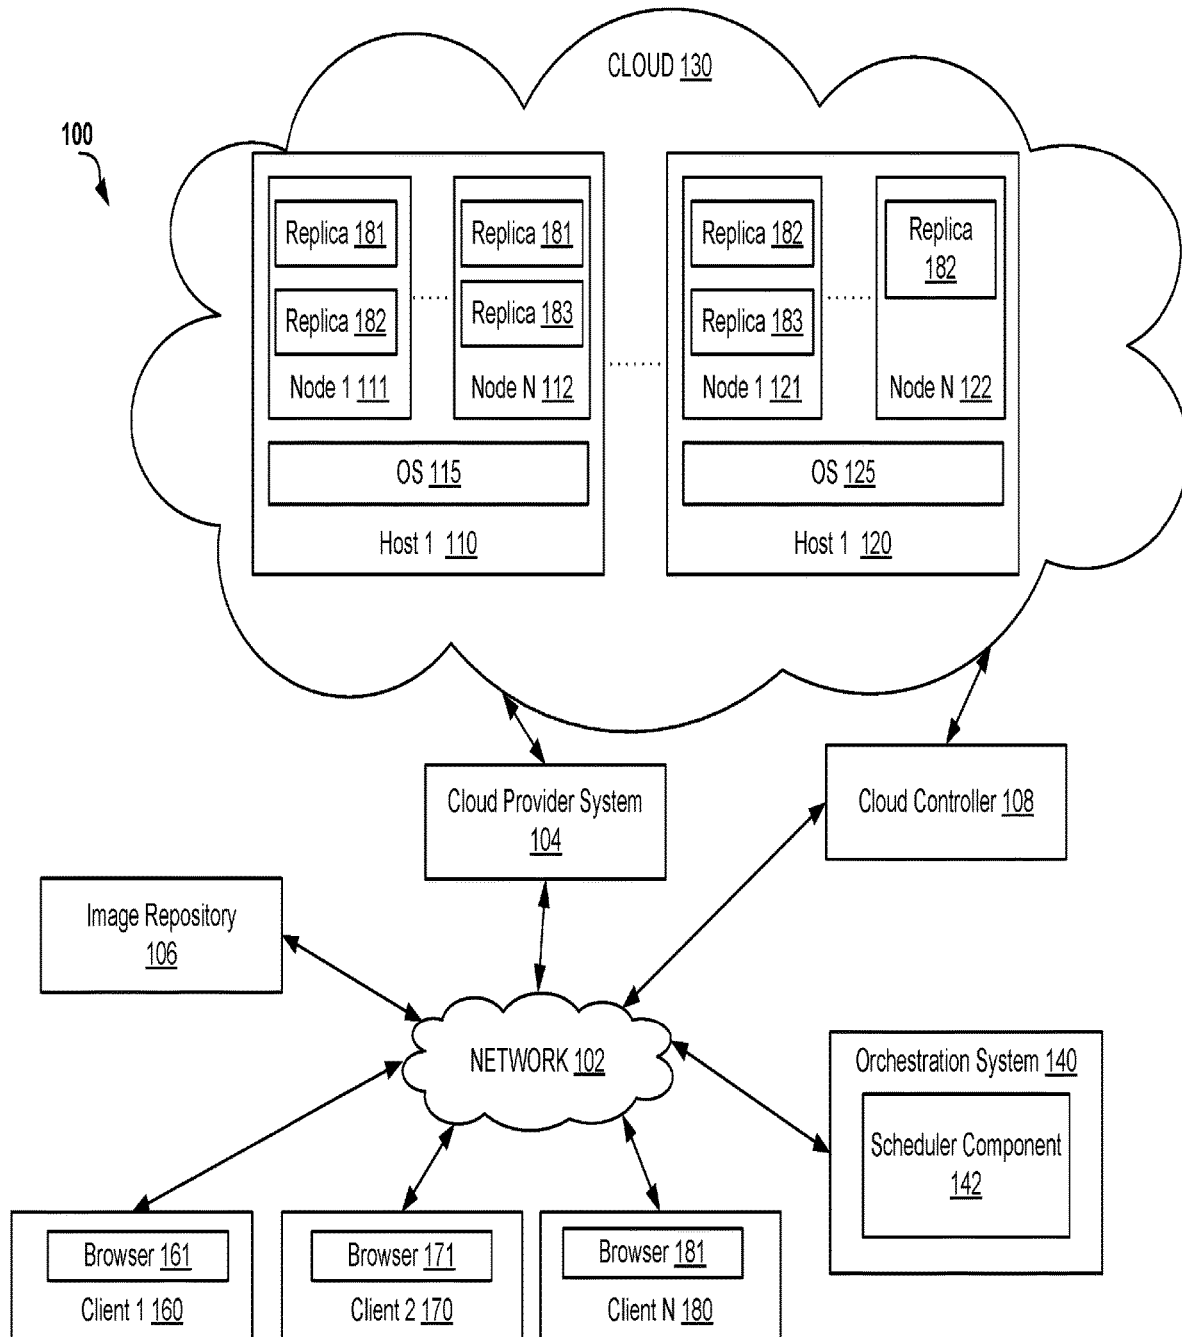 CLOUD 130
100
Replica 181
Replica 182
Node 1 111
Replica 181
Replica 183
Node N 112
OS 115
Host 1 110
Replica 182
Replica 183
Node 1 121
Replica
182
Node N 122
OS 125
Host 1 120
Cloud Provider System
104
Cloud Controller 108
Image Repository
106
NETWORK 102
Orchestration System 140
Scheduler Component
142
Browser 161
Client 1 160
Browser 171
Client 2 170
Browser 181
Client N 180